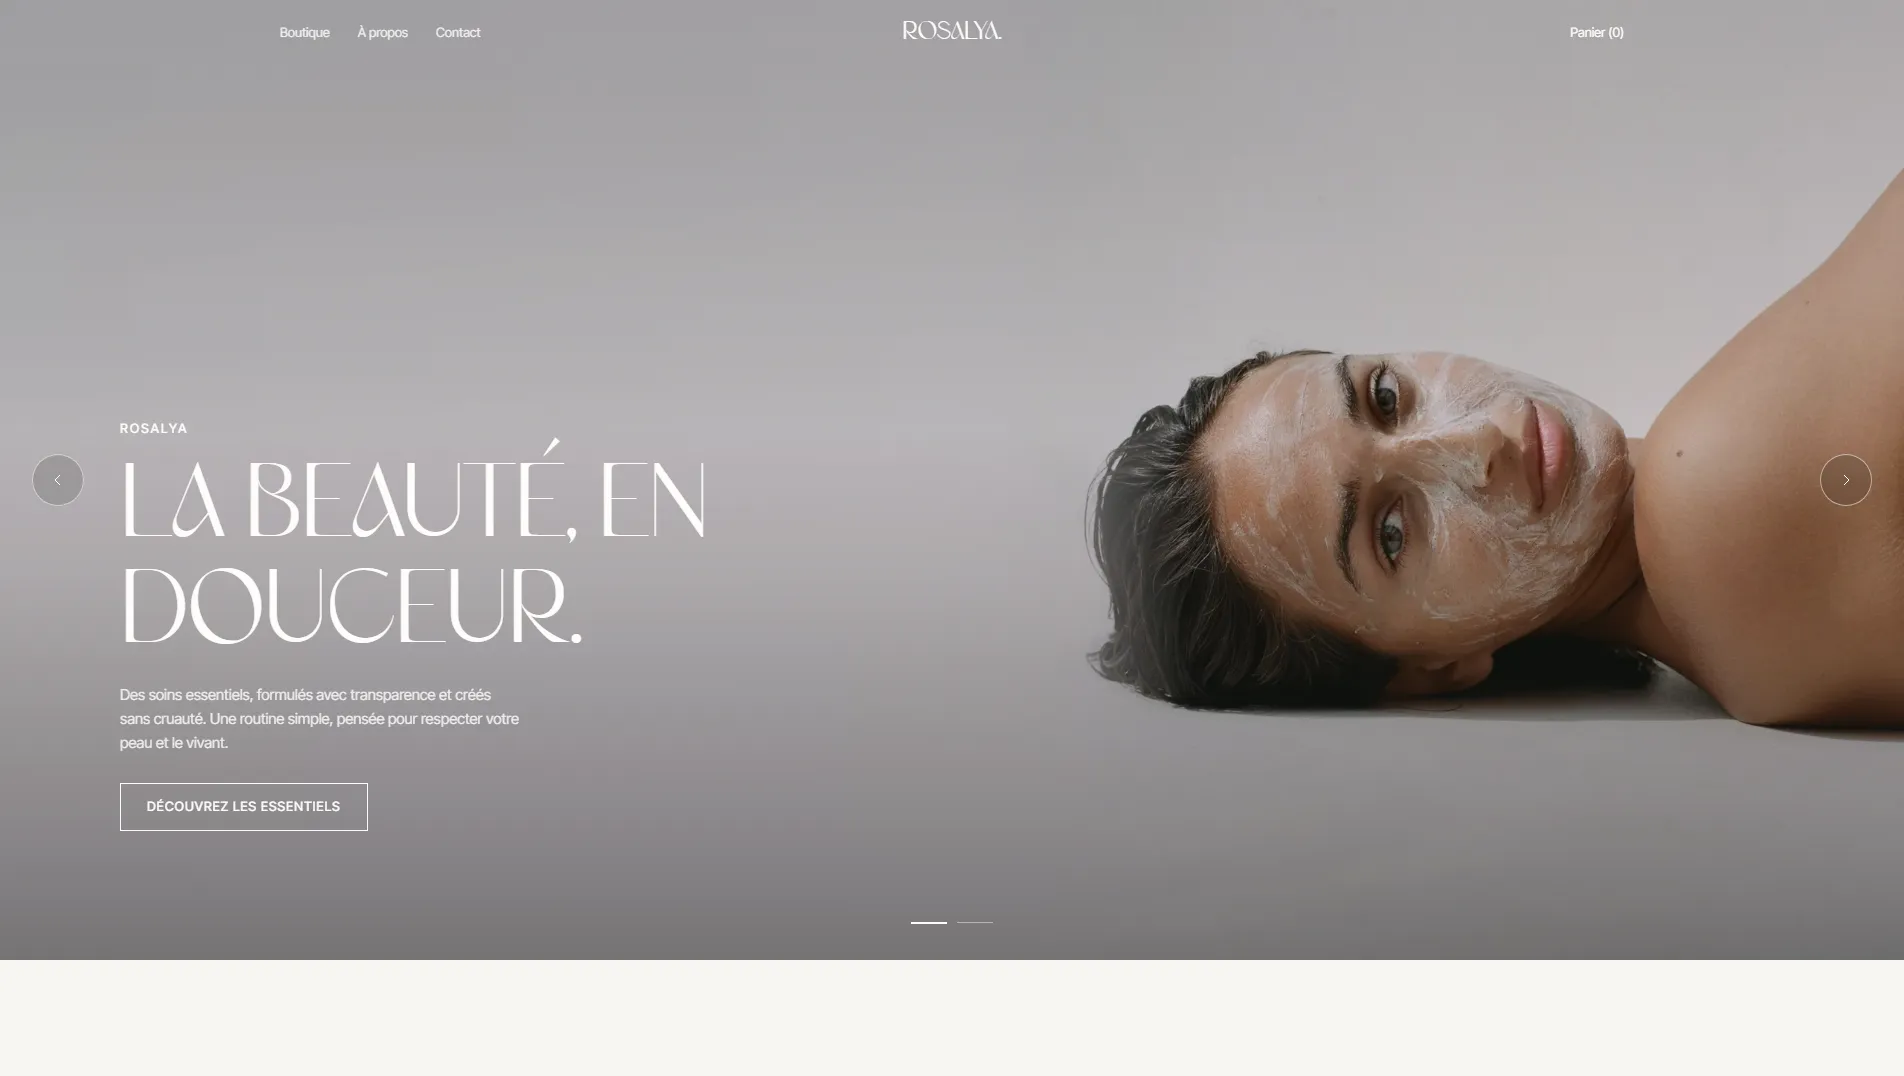 Boutique À propos Contact
ROSALYA.
Panier (0)
ROSALYA
LA BEAUTÉ, EN
DOUCEUR.
Des soins essentiels, formulés avec transparence et créés
sans cruauté. Une routine simple, pensée pour respecter votre
peau et le vivant.
DÉCOUVREZ LES ESSENTIELS